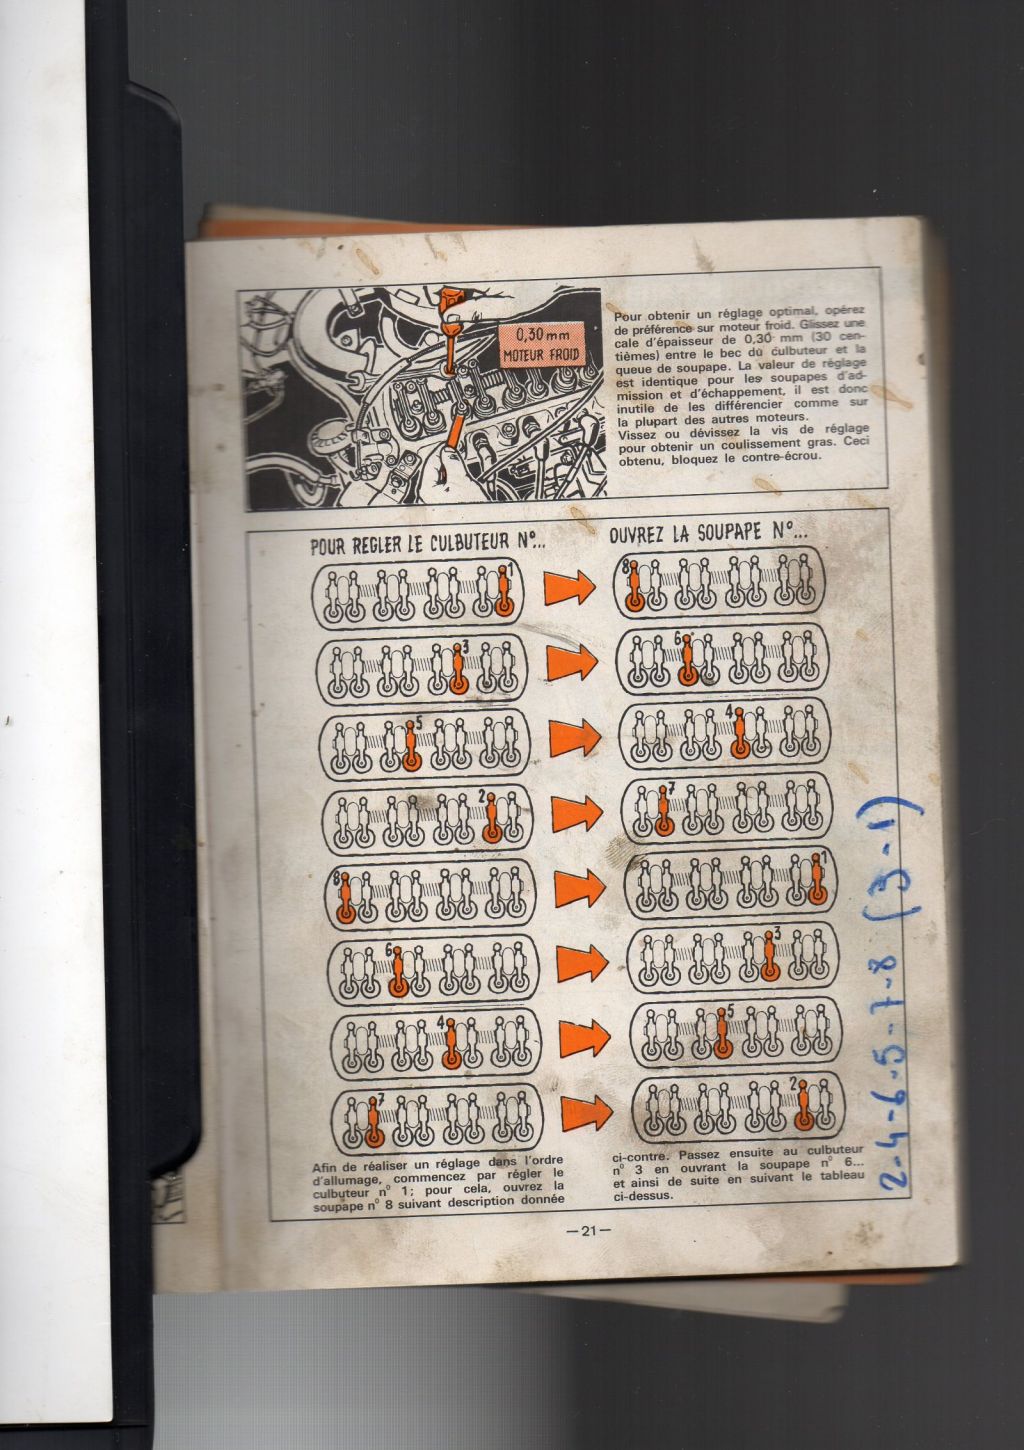 0,30 mm
MOTEUR FROID
Pour obtenir un réglage optimal, opérez
de préférence sur moteur froid. Glissez une
cale d'épaisseur de 0,30 mm (30 cen-
tièmes) entre le bec du culbuteur et la
queue de soupape. La valeur de réglage
est identique pour les soupapes d'ad-
mission et d'échappement, il est donc
inutile de les différencier comme sur
la plupart des autres moteurs.
Vissez ou dévissez la vis de réglage
pour obtenir un coulissement gras. Ceci
obtenu, bloquez le contre-écrou.
POUR REGLER LE CULBUTEUR N°...
OUVREZ LA SOUPAPE N°...
1
8
3
6
5
4
2
7
8
1
6
3
4
5
7
2
Afin de réaliser un réglage dans l'ordre
d'allumage, commencez par régler le
culbuteur n° 1; pour cela, ouvrez la
soupape n° 8 suivant description donnée
ci-contre. Passez ensuite au culbuteur
n° 3 en ouvrant la soupape n° 6...
et ainsi de suite en suivant le tableau
ci-dessus.
2-4-6-5-7-8 (3-1)
—21—